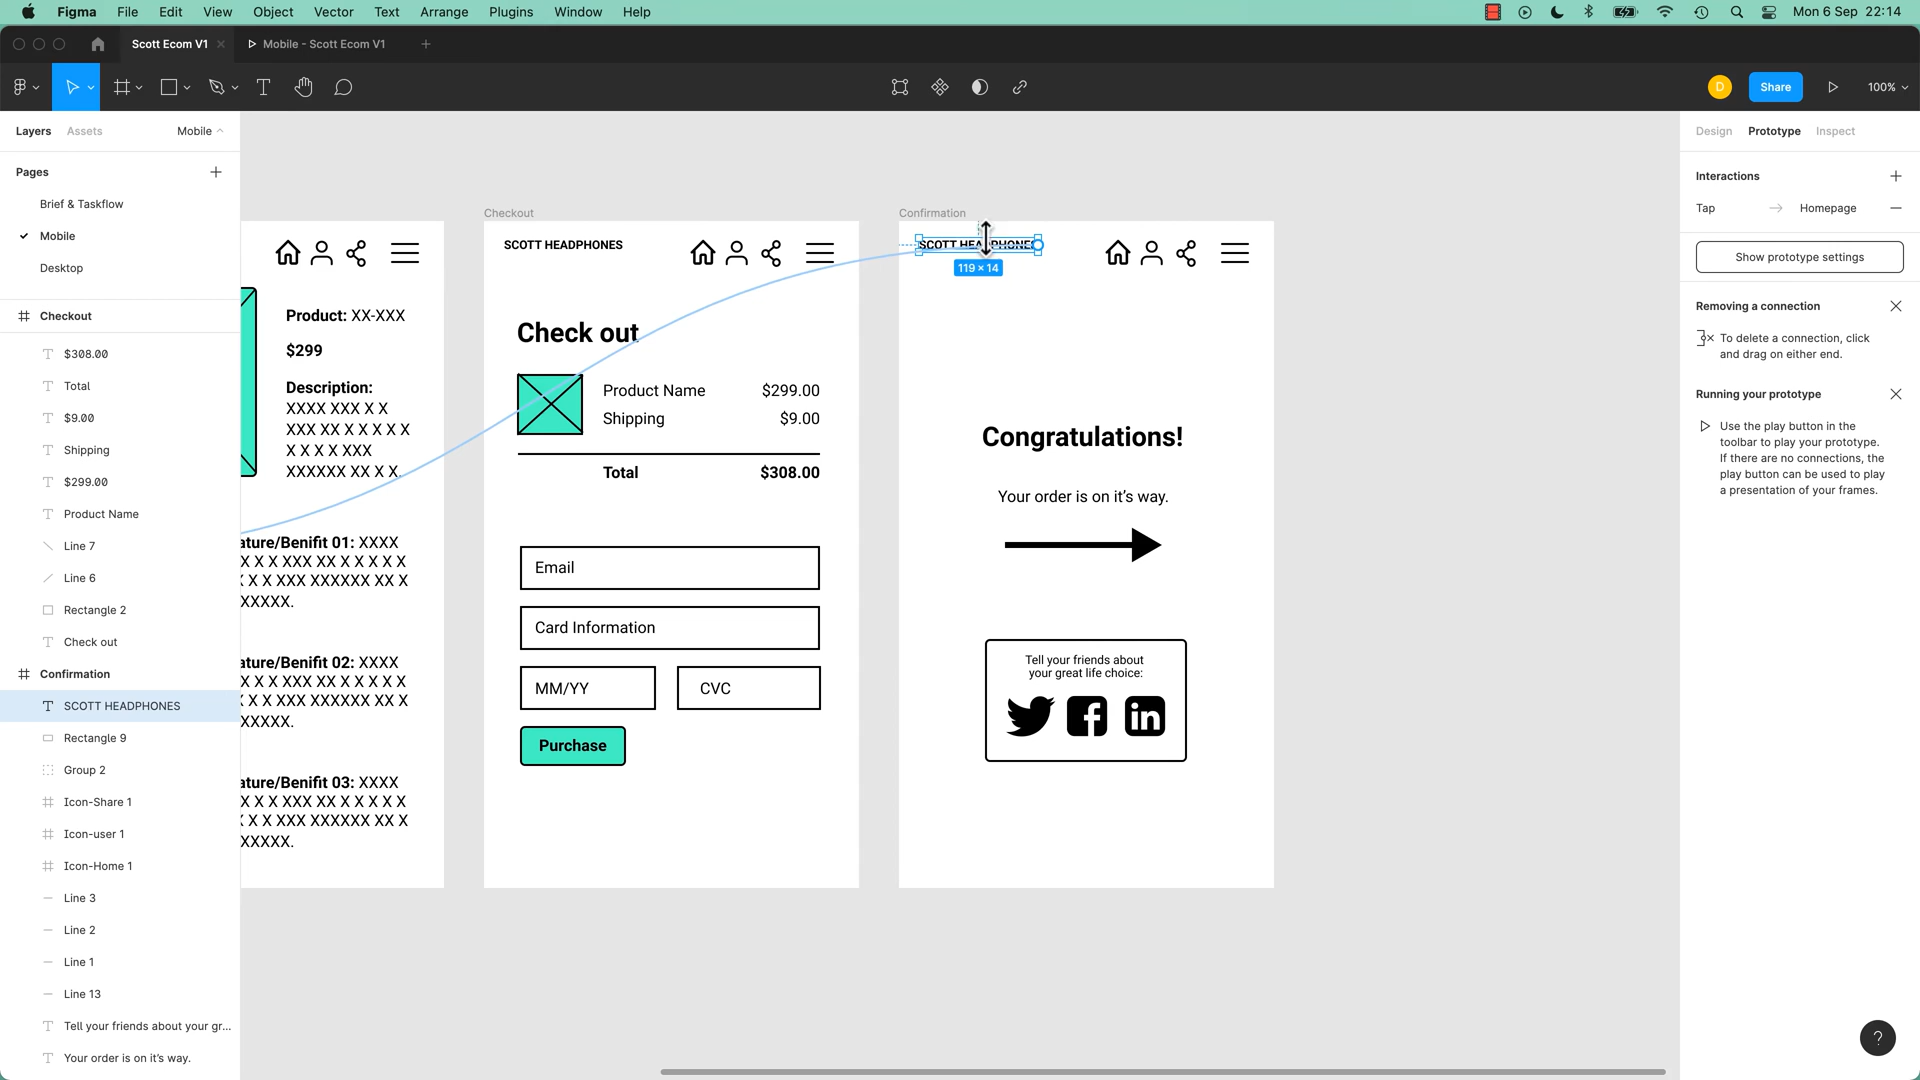 Figma File Edit View Object Vector Text Arrange Plugins Window Help Mon 6 Sep 22:14
Scott Ecom V1 Mobile - Scott Ecom V1
D Share 100%
Layers Assets Mobile
Pages
Brief & Taskflow
Mobile
Desktop
Checkout
$308.00
Total
$9.00
Shipping
$299.00
Product Name
Line 7
Line 6
Rectangle 2
Check out
Confirmation
SCOTT HEADPHONES
Rectangle 9
Group 2
Icon-Share 1
Icon-user 1
Icon-Home 1
Line 3
Line 2
Line 1
Line 13
Tell your friends about your gr...
Your order is on it's way.
Product: XX-XXX
$299
Description:
XXXX XXX X X
XXX XX X X X X X
X X X X XXX
XXXXXX XX X X.
ature/Benifit 01: XXXX
X X X XXX XX X X X X X
X X X XXX XXXXXX XX X
XXXXX.
ature/Benifit 02: XXXX
X X X XXX XX X X X X X
X X X XXX XXXXXX XX X
XXXXX.
ature/Benifit 03: XXXX
X X X XXX XX X X X X X
X X X XXX XXXXXX XX X
XXXXX.
Checkout
SCOTT HEADPHONES
Check out
Product Name $299.00
Shipping $9.00
Total $308.00
Email
Card Information
MM/YY CVC
Purchase
Confirmation
SCOTT HEADPHONES
119 × 14
Congratulations!
Your order is on it's way.
Tell your friends about
your great life choice:
Design Prototype Inspect
Interactions
Tap Homepage
Show prototype settings
Removing a connection
To delete a connection, click
and drag on either end.
Running your prototype
Use the play button in the
toolbar to play your prototype.
If there are no connections, the
play button can be used to play
a presentation of your frames.
?